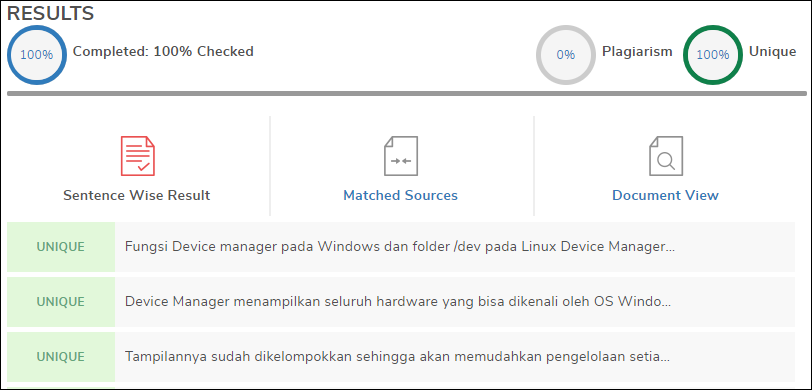 RESULTS
100% Completed: 100% Checked 0% Plagiarism 100% Unique
Sentence Wise Result Matched Sources Document View
UNIQUE Fungsi Device manager pada Windows dan folder /dev pada Linux Device Manager...
UNIQUE Device Manager menampilkan seluruh hardware yang bisa dikenali oleh OS Windo...
UNIQUE Tampilannya sudah dikelompokkan sehingga akan memudahkan pengelolaan setia...